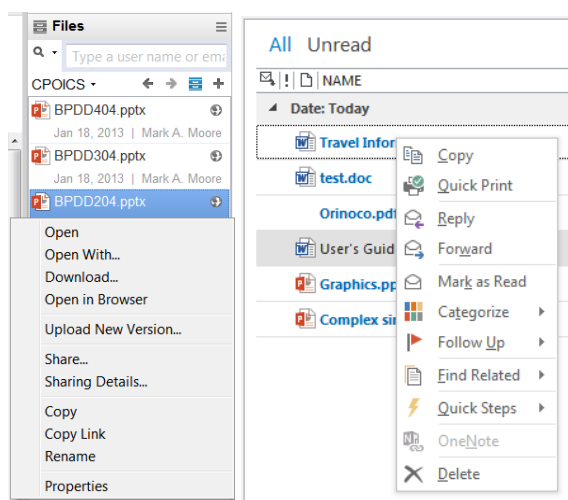 Files
Type a user name or ema
CPOICS
BPDD404.pptx
Jan 18, 2013 | Mark A. Moore
BPDD304.pptx
Jan 18, 2013 | Mark A. Moore
BPDD204.pptx
Open
Open With...
Download...
Open in Browser
Upload New Version...
Share...
Sharing Details...
Copy
Copy Link
Rename
Properties
All Unread
! NAME
Date: Today
Travel Infor
test.doc
Orinoco.pdf
User's Guid
Graphics.pp
Complex sin
Copy
Quick Print
Reply
Forward
Mark as Read
Categorize
Follow Up
Find Related
Quick Steps
OneNote
Delete